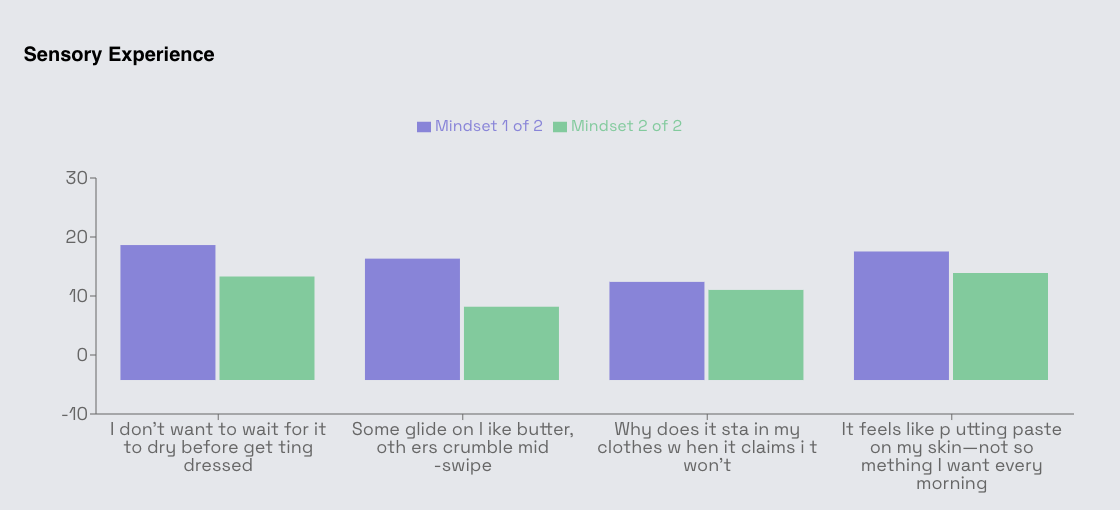 Sensory Experience
Mindset 1 of 2 Mindset 2 of 2
30
20
10
0
-10
I don't want to wait for it
to dry before get ting
dressed
Some glide on l ike butter,
oth ers crumble mid
-swipe
Why does it sta in my
clothes w hen it claims i t
won't
It feels like p utting paste
on my skin—not so
mething I want every
morning